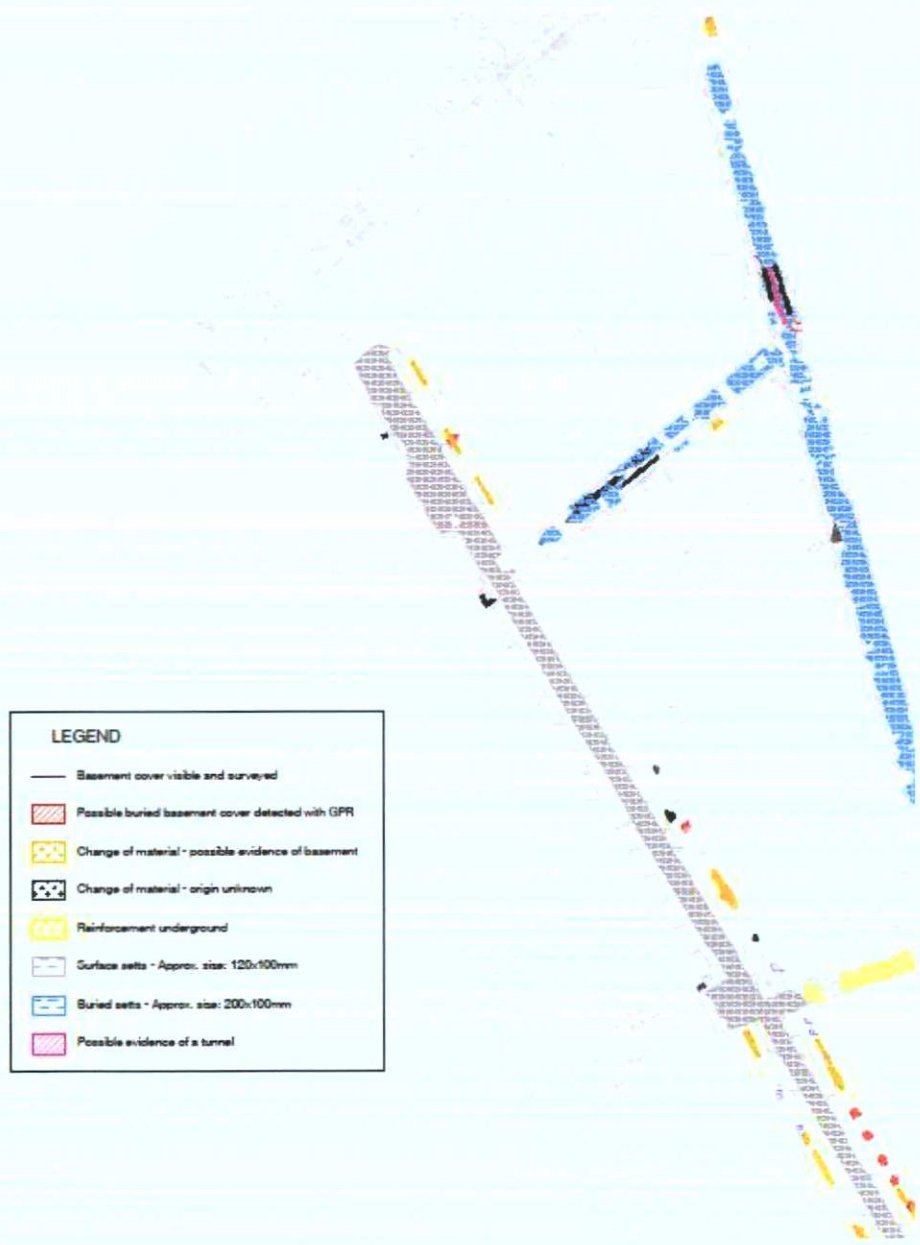 LEGEND
Basement cover visible and surveyed
Possible buried basement cover detected with GPR
Change of material - possible evidence of basement
Change of material - origin unknown
Reinforcement underground
Surface setts - Approx. size: 120x100mm
Buried setts - Approx. size: 200x100mm
Possible evidence of a tunnel